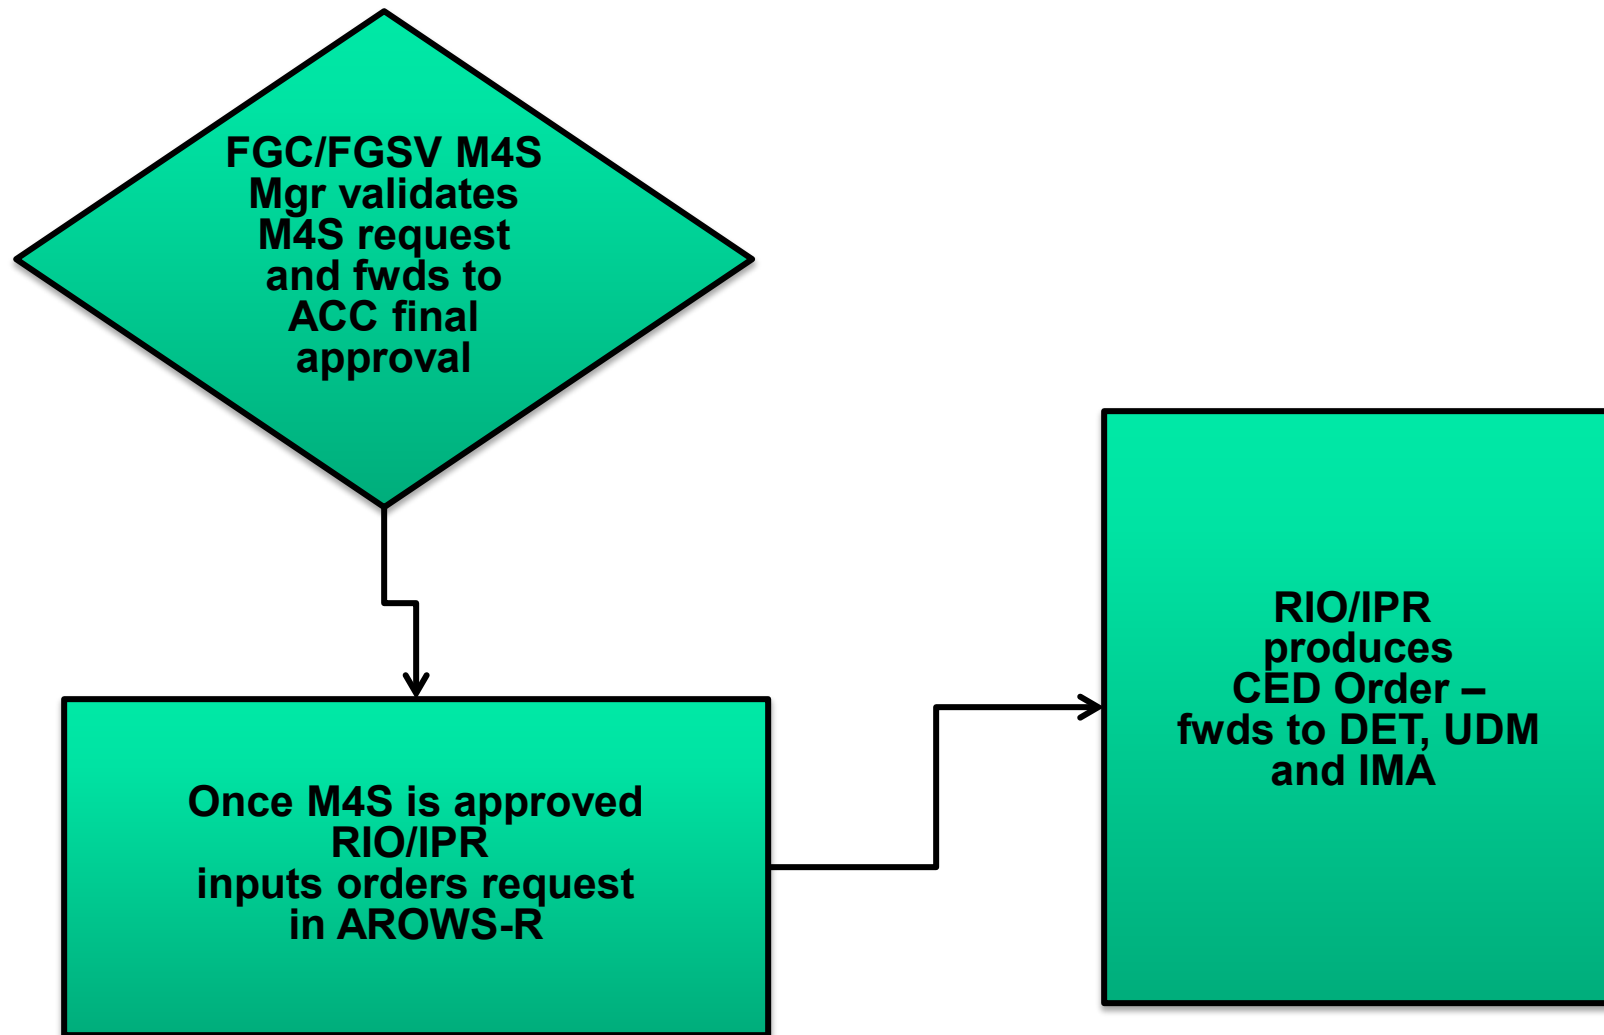 FGC/FGSV M4S
Mgr validates
M4S request
and fwds to
ACC final
approval
Once M4S is approved
RIO/IPR
inputs orders request
in AROWS-R
RIO/IPR
produces
CED Order –
fwds to DET, UDM
and IMA